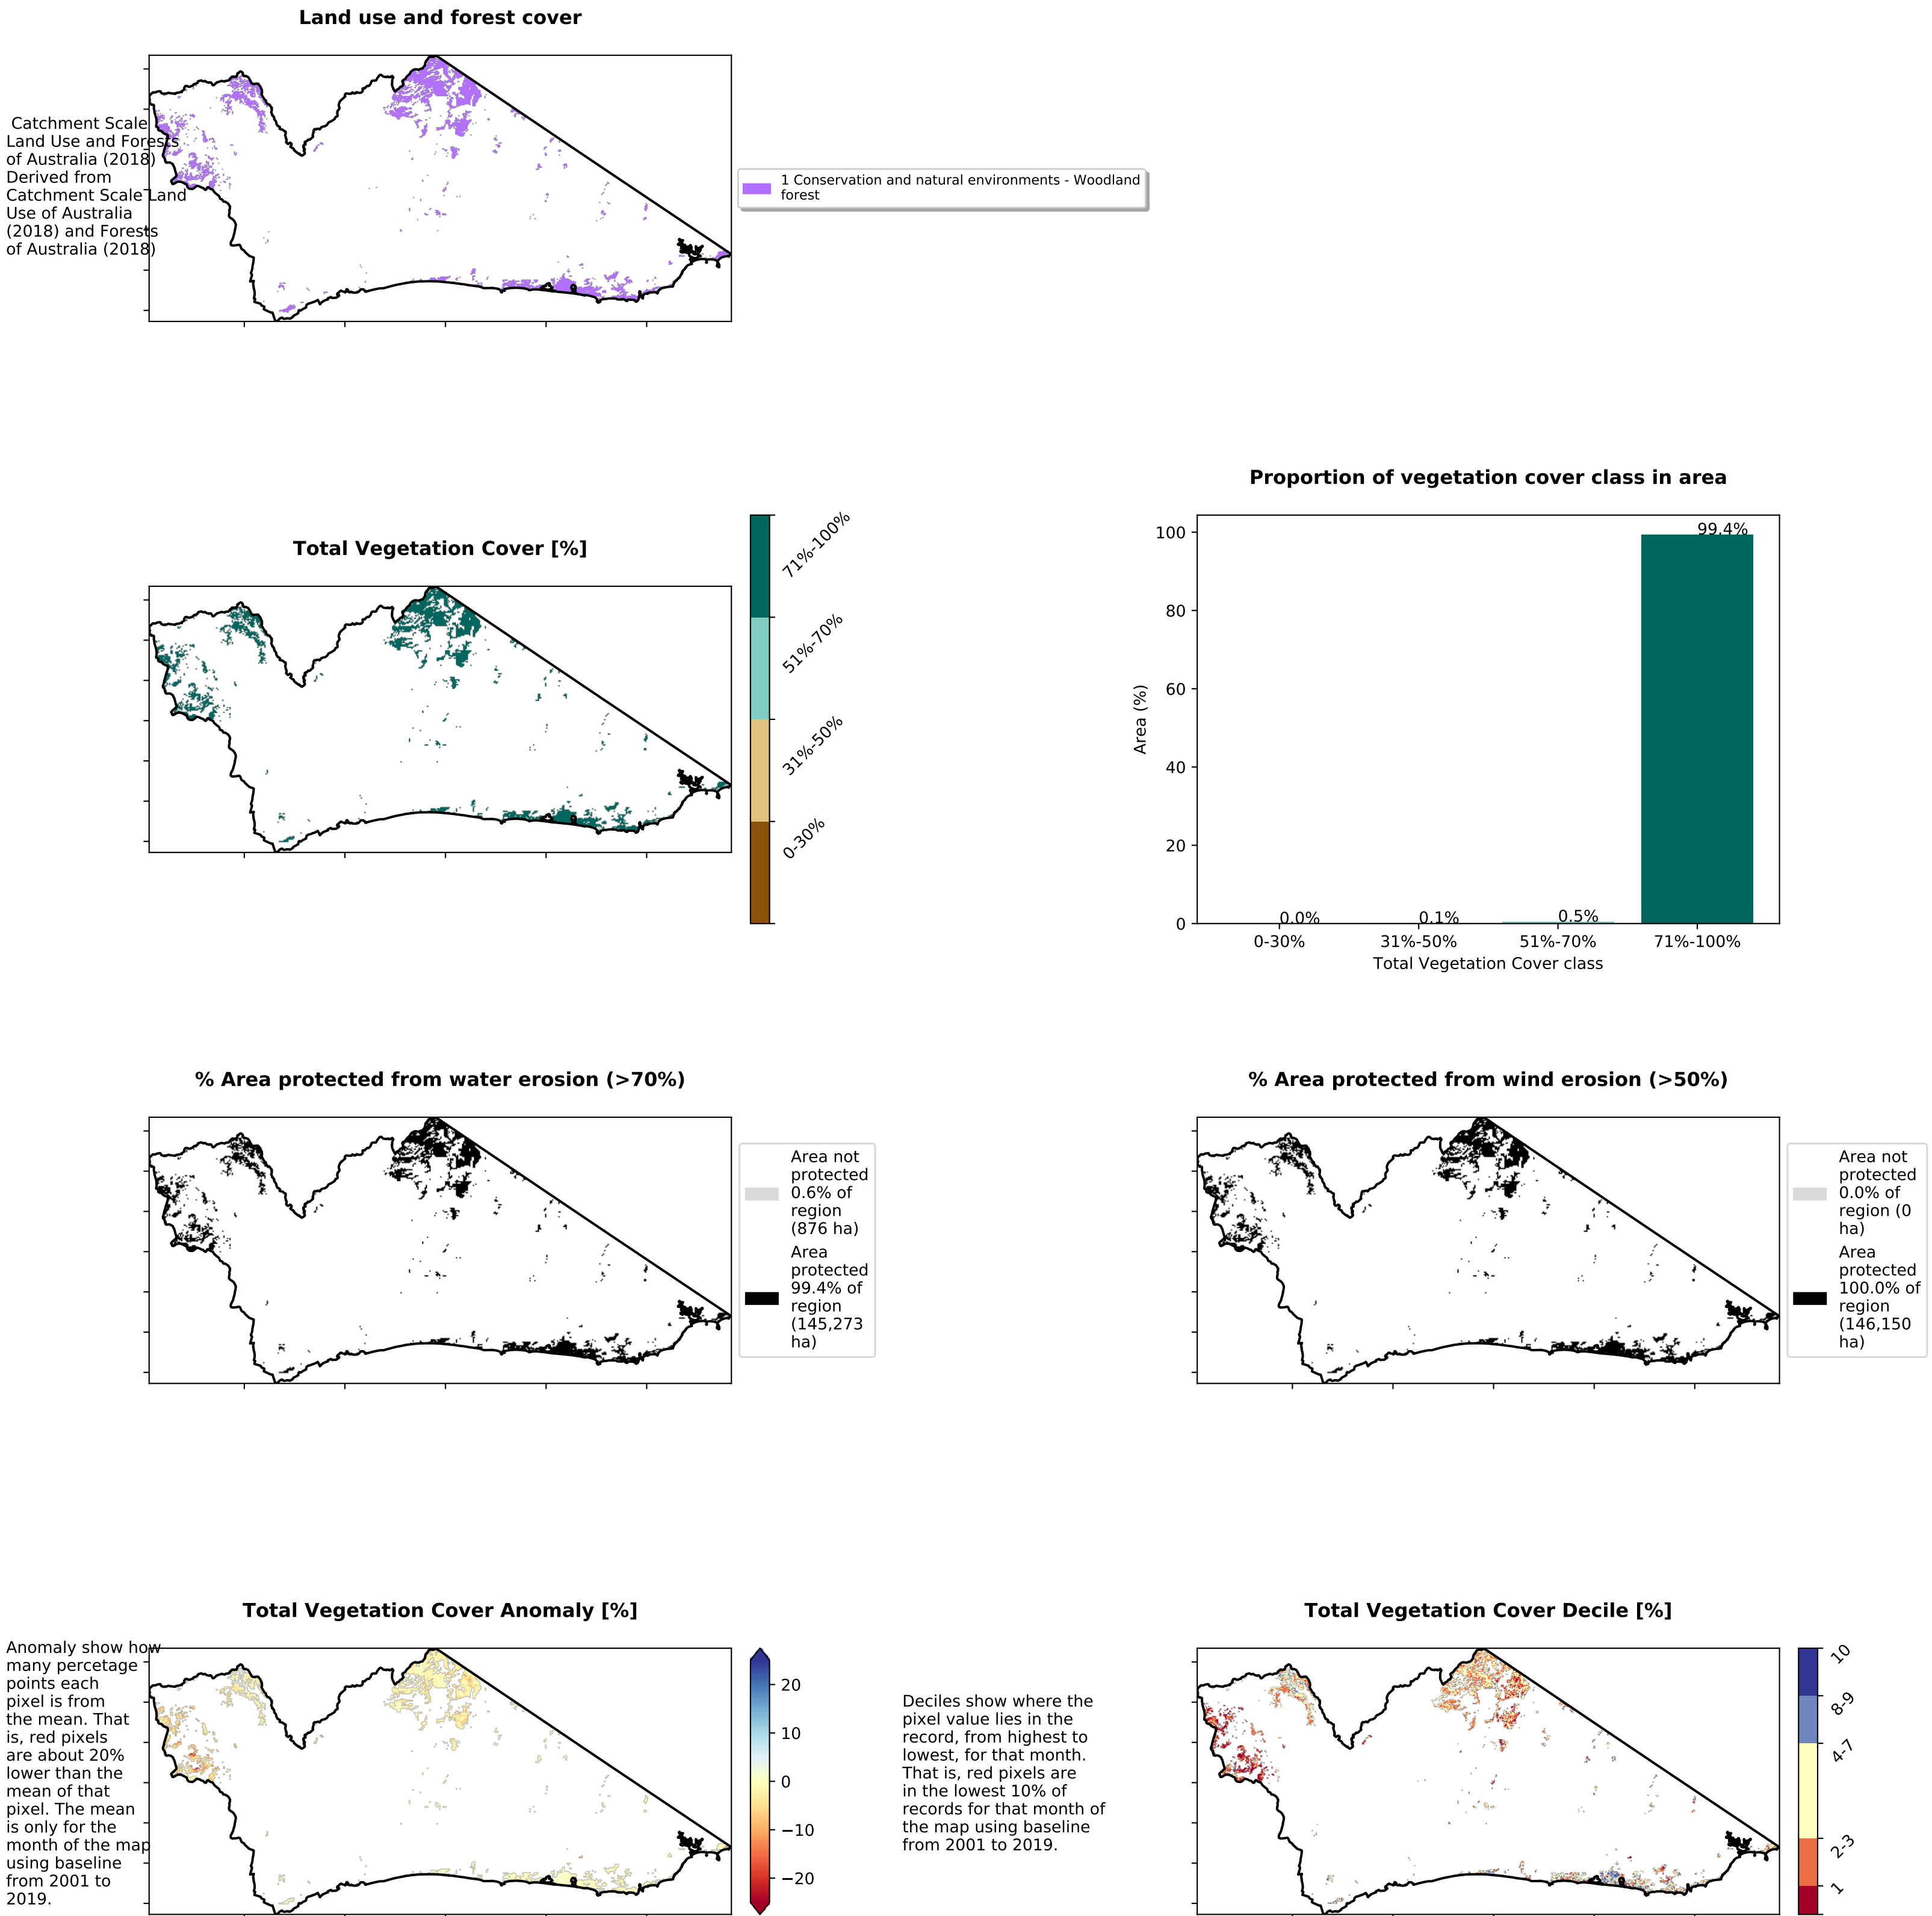 Land use and forest cover
Catchment Scale
Land Use and Forests
of Australia (2018)
Derived from
Catchment Scale Land
Use of Australia
(2018) and Forests
of Australia (2018)
1 Conservation and natural environments - Woodland
forest
Total Vegetation Cover [%]
71%-100%
51%-70%
31%-50%
0-30%
Proportion of vegetation cover class in area
Area (%)
100
80
60
40
20
0
0.0%
0.1%
0.5%
99.4%
0-30%
31%-50%
51%-70%
71%-100%
Total Vegetation Cover class
% Area protected from water erosion (>70%)
Area not
protected
0.6% of
region
(876 ha)
Area
protected
99.4% of
region
(145,273
ha)
% Area protected from wind erosion (>50%)
Area not
protected
0.0% of
region (0
ha)
Area
protected
100.0% of
region
(146,150
ha)
Total Vegetation Cover Anomaly [%]
Anomaly show how
many percetage
points each
pixel is from
the mean. That
is, red pixels
are about 20%
lower than the
mean of that
pixel. The mean
is only for the
month of the map
using baseline
from 2001 to
2019.
20
10
0
−10
−20
Total Vegetation Cover Decile [%]
Deciles show where the
pixel value lies in the
record, from highest to
lowest, for that month.
That is, red pixels are
in the lowest 10% of
records for that month of
the map using baseline
from 2001 to 2019.
10
8-9
4-7
2-3
1